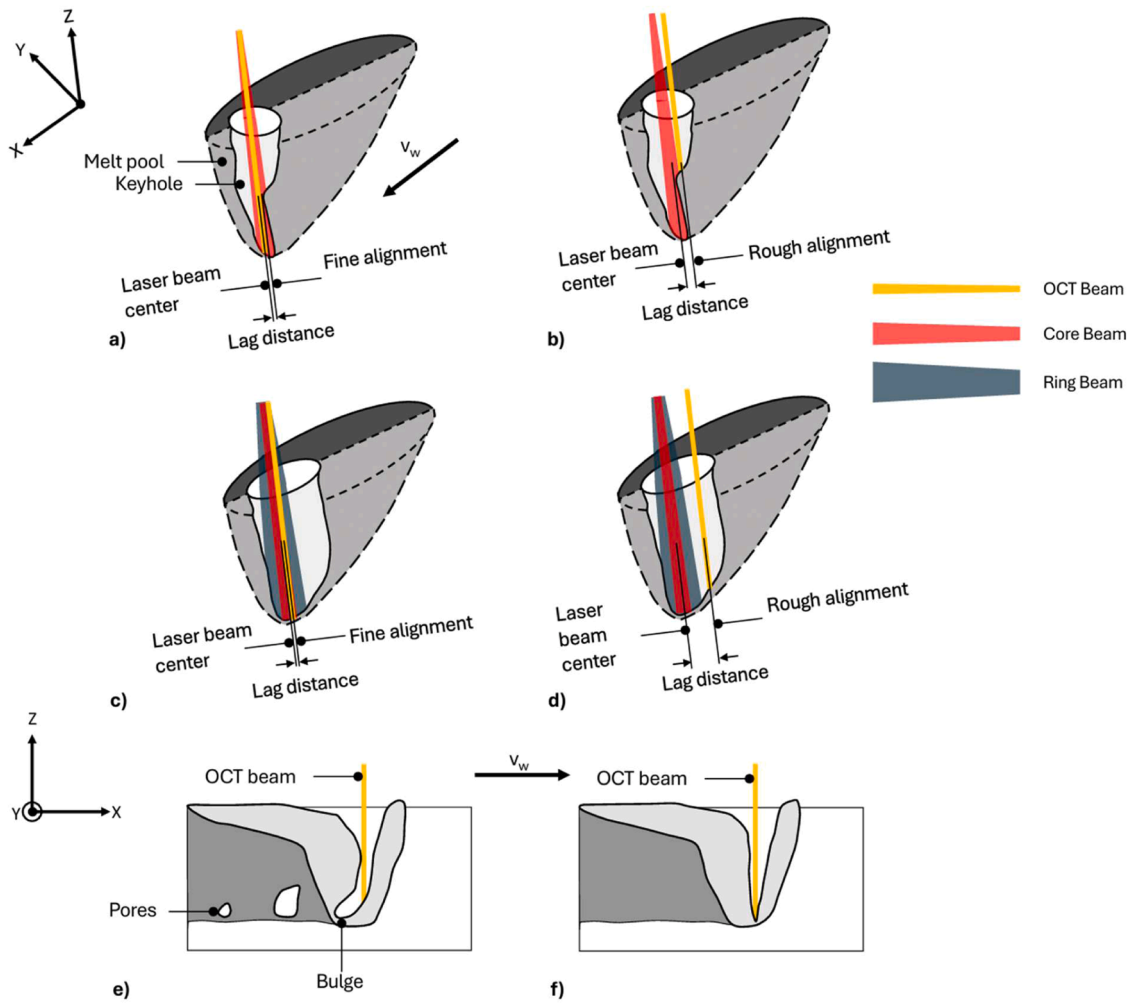 Z
Y
X
Melt pool
Keyhole
Vw
Laser beam
center
Fine alignment
Lag distance
a)
Laser beam
center
Rough alignment
Lag distance
b)
OCT Beam
Core Beam
Ring Beam
Laser beam
center
Fine alignment
Lag distance
c)
Laser
beam
center
Rough alignment
Lag distance
d)
Z
Y
X
OCT beam
Pores
Bulge
e)
Vw
OCT beam
f)